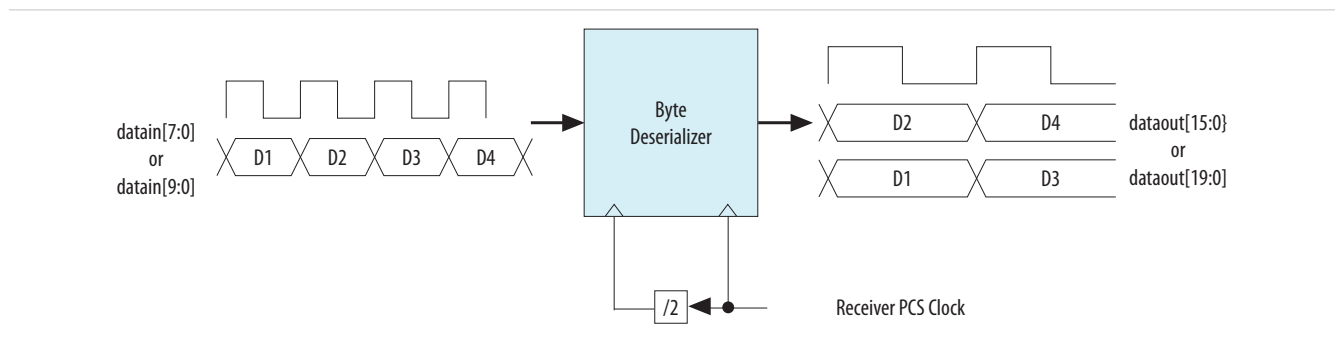 datain[7:0]
or
datain[9:0]
D1 D2 D3 D4
Byte
Deserializer
D2 D4
D1 D3
dataout[15:0}
or
dataout[19:0]
/2
Receiver PCS Clock